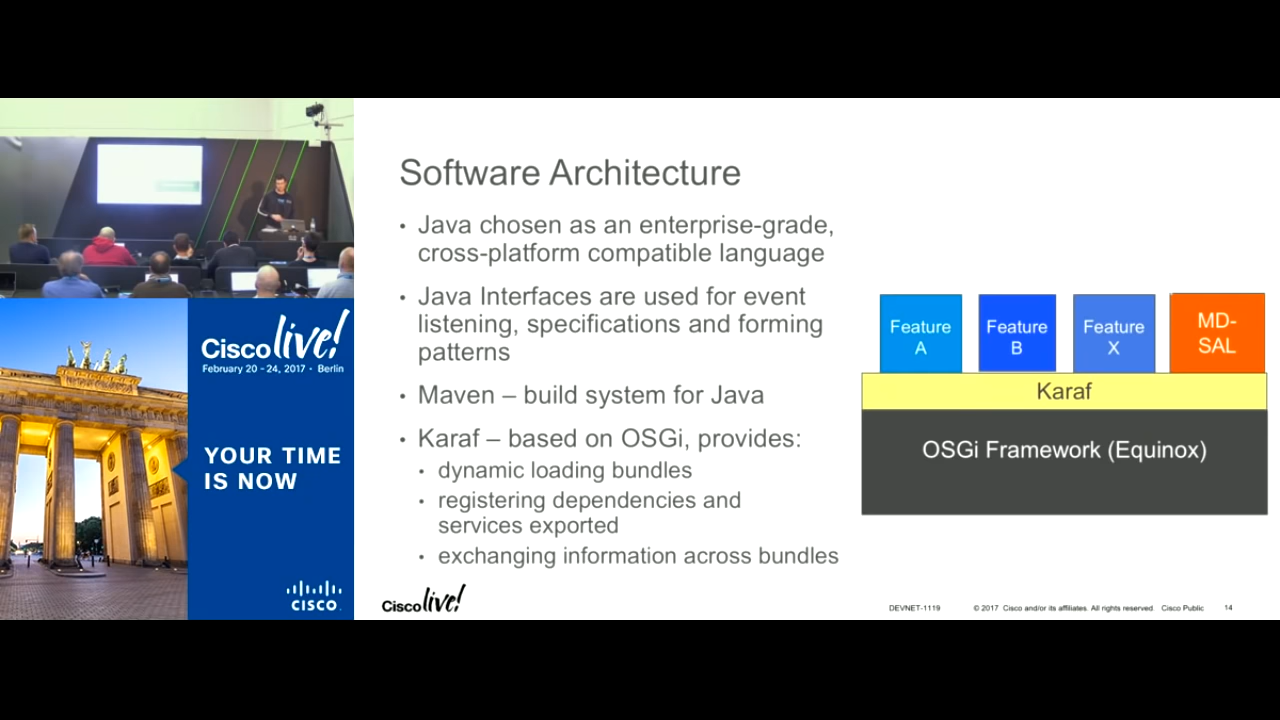 Cisco live!
February 20 - 24, 2017 • Berlin
YOUR TIME
IS NOW
CISCO
Software Architecture
• Java chosen as an enterprise-grade,
cross-platform compatible language
• Java Interfaces are used for event
listening, specifications and forming
patterns
• Maven – build system for Java
• Karaf – based on OSGi, provides:
• dynamic loading bundles
• registering dependencies and
services exported
• exchanging information across bundles
Feature
A
Feature
B
Feature
X
MD-
SAL
Karaf
OSGi Framework (Equinox)
Cisco live!
DEVNET-1119 © 2017 Cisco and/or its affiliates. All rights reserved. Cisco Public 14